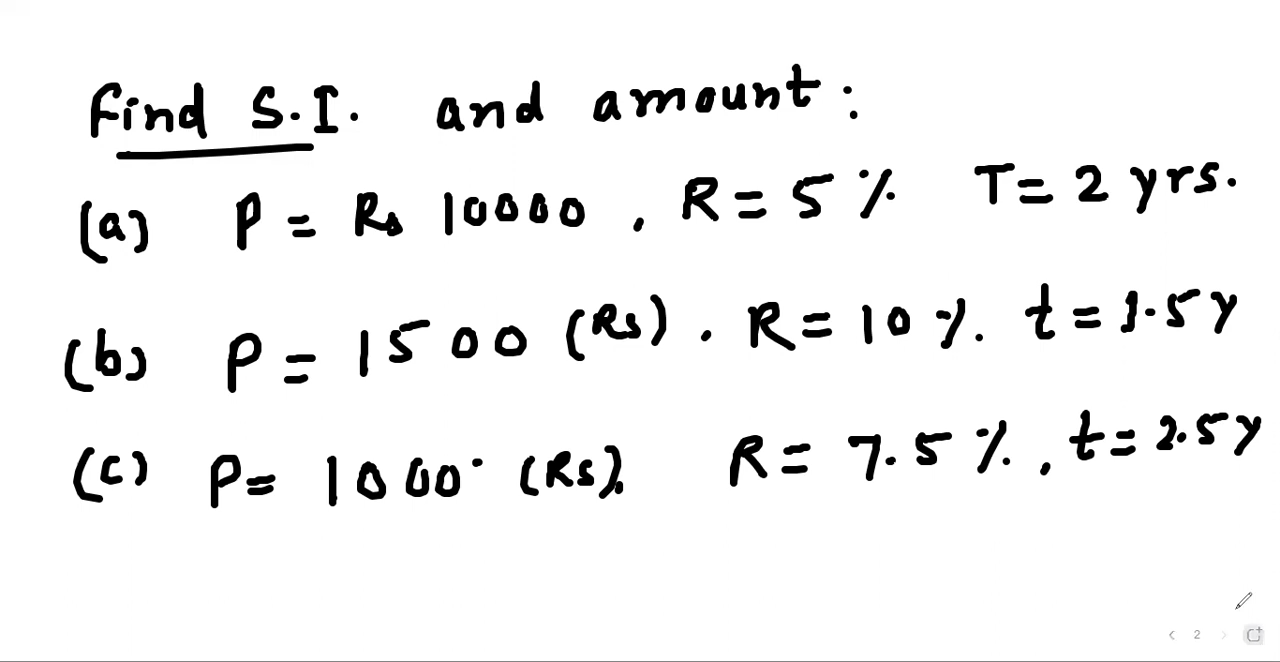 Find S.I. and amount:
(a) P = Rs 10000 , R = 5 % T = 2 yrs.
(b) P = 1500 (Rs) . R = 10 %. t = 1.5 y
(c) P = 1000 (Rs), R = 7.5 % , t = 2.5 y
2